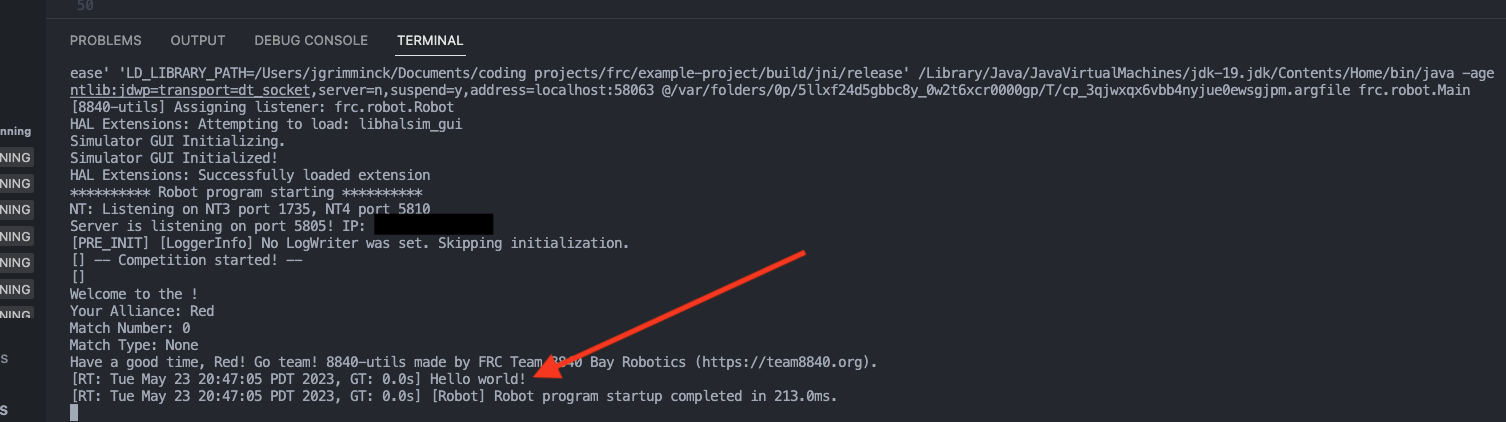 50
PROBLEMS OUTPUT DEBUG CONSOLE TERMINAL
ease' 'LD_LIBRARY_PATH=/Users/jgrimminck/Documents/coding projects/frc/example-project/build/jni/release' /Library/Java/JavaVirtualMachines/jdk-19.jdk/Contents/Home/bin/java -age
ntlib:jdwp=transport=dt_socket,server=n,suspend=y,address=localhost:58063 @/var/folders/0p/5llxf24d5gbbc8y_0w2t6xcr0000gp/T/cp_3qjwxqx6vbb4nyjue0ewsgjpm.argfile frc.robot.Main
[8840-utils] Assigning listener: frc.robot.Robot
HAL Extensions: Attempting to load: libhalsim_gui
Simulator GUI Initializing.
Simulator GUI Initialized!
HAL Extensions: Successfully loaded extension
********** Robot program starting **********
NT: Listening on NT3 port 1735, NT4 port 5810
Server is listening on port 5805! IP:
[PRE_INIT] [LoggerInfo] No LogWriter was set. Skipping initialization.
[] -- Competition started! --
[]
Welcome to the !
Your Alliance: Red
Match Number: 0
Match Type: None
Have a good time, Red! Go team! 8840-utils made by FRC Team 8840 Bay Robotics (https://team8840.org).
[RT: Tue May 23 20:47:05 PDT 2023, GT: 0.0s] Hello world!
[RT: Tue May 23 20:47:05 PDT 2023, GT: 0.0s] [Robot] Robot program startup completed in 213.0ms.
nning
NING
NING
NING
NING
NING
NING
NING
S
S